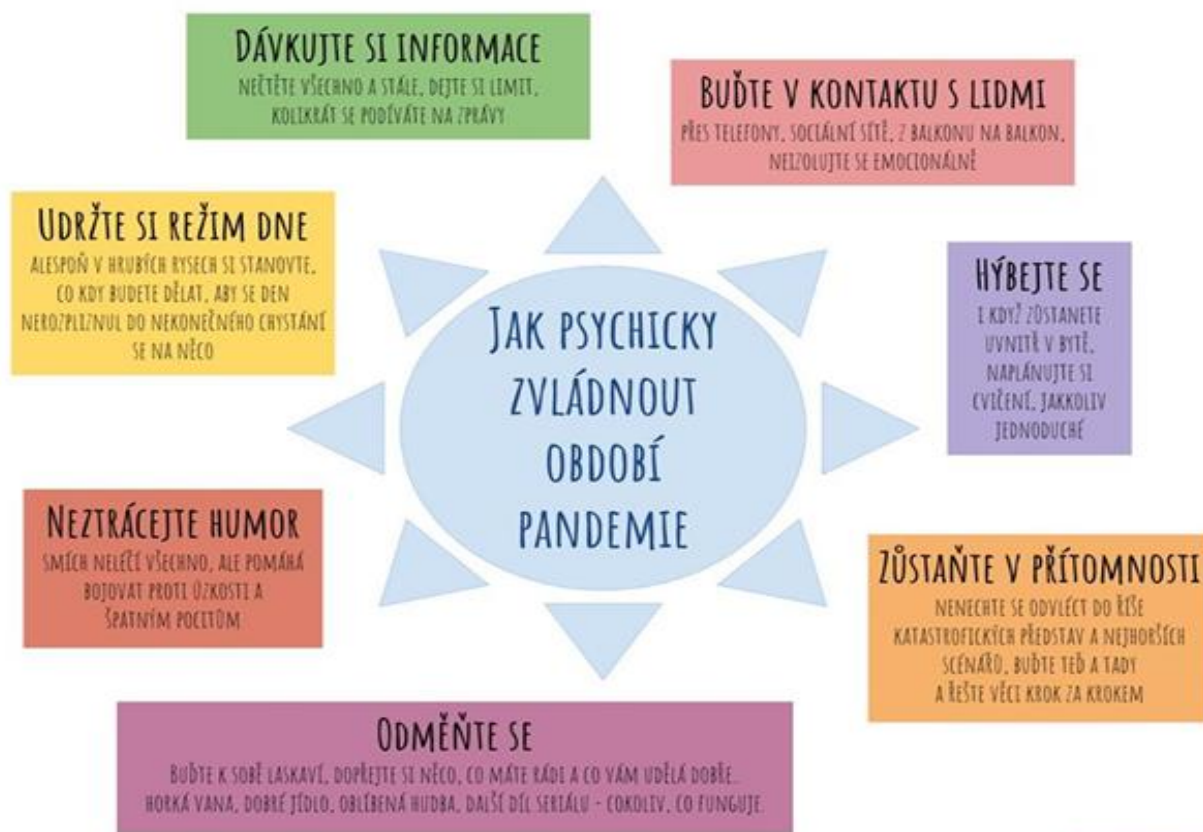 DÁVKUJTE SI INFORMACE
NEČTĚTE VŠECHNO A STÁLE, DEJTE SI LIMIT,
KOLIKRÁT SE PODÍVÁTE NA ZPRÁVY
BUĎTE V KONTAKTU S LIDMI
PŘES TELEFONY, SOCIÁLNÍ SÍTĚ, Z BALKONU NA BALKON,
NEIZOLUJTE SE EMOCIONÁLNĚ
UDRŽTE SI REŽIM DNE
ALESPOŇ V HRUBÝCH RYSECH SI STANOVTE,
CO KDY BUDETE DĚLAT, ABY SE DEN
NEROZPLIZNUL DO NEKONEČNÉHO CHYSTÁNÍ
SE NA NĚCO
HÝBEJTE SE
I KDYŽ ZŮSTANETE
UVNITŘ V BYTĚ,
NAPLÁNUJTE SI
CVIČENÍ, JAKKOLIV
JEDNODUCHÉ
JAK PSYCHICKY
ZVLÁDNOUT
OBDOBÍ
PANDEMIE
NEZTRÁCEJTE HUMOR
SMÍCH NELÉČÍ VŠECHNO, ALE POMÁHÁ
BOJOVAT PROTI ÚZKOSTI A
ŠPATNÝM POCITŮM
ZŮSTAŇTE V PŘÍTOMNOSTI
NENECHTE SE ODVLÉCT DO ŘÍŠE
KATASTROFICKÝCH PŘEDSTAV A NEJHORŠÍCH
SCÉNÁŘŮ, BUĎTE TEĎ A TADY
A ŘEŠTE VĚCI KROK ZA KROKEM
ODMĚŇTE SE
BUĎTE K SOBĚ LASKAVÍ, DOPŘEJTE SI NĚCO, CO MÁTE RÁDI A CO VÁM UDĚLÁ DOBŘE.
HORKÁ VANA, DOBRÉ JÍDLO, OBLÍBENÁ HUDBA, DALŠÍ DÍL SERIÁLU - COKOLIV, CO FUNGUJE.